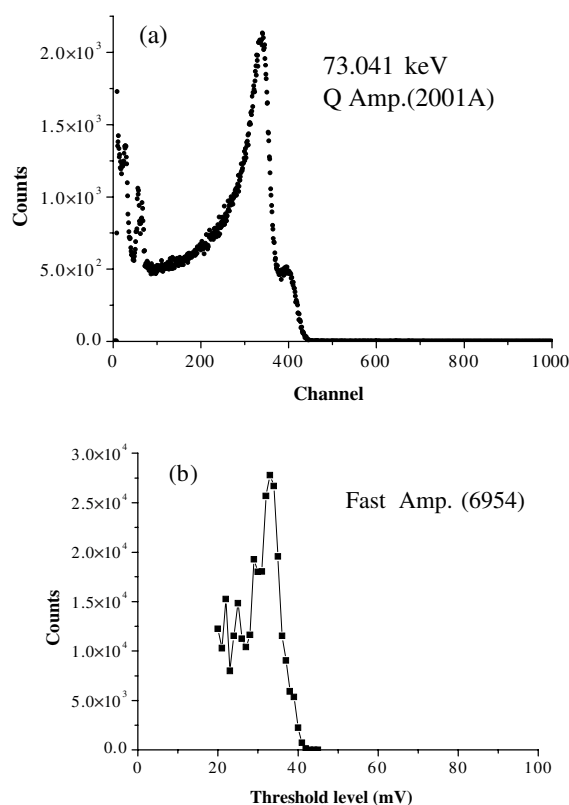 (a)
73.041 keV
Q Amp.(2001A)
2.0×10³
1.5×10³
1.0×10³
5.0×10²
0.0
Counts
0 200 400 600 800 1000
Channel
(b)
Fast Amp. (6954)
3.0×10⁴
2.5×10⁴
2.0×10⁴
1.5×10⁴
1.0×10⁴
5.0×10³
0.0
Counts
0 20 40 60 80 100
Threshold level (mV)